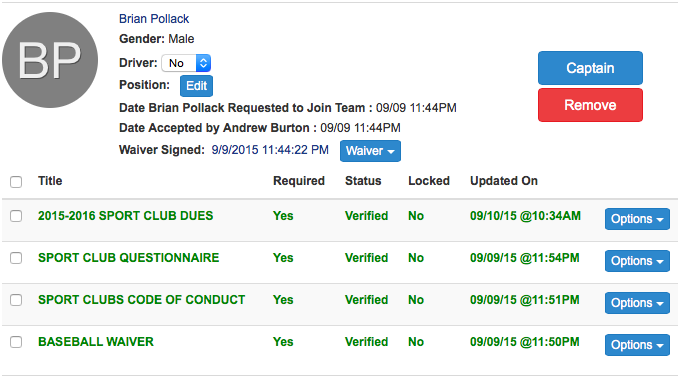 BP
Brian Pollack
Gender: Male
Driver: No
Position: Edit
Date Brian Pollack Requested to Join Team : 09/09 11:44PM
Date Accepted by Andrew Burton : 09/09 11:44PM
Waiver Signed: 9/9/2015 11:44:22 PM Waiver
Captain
Remove
Title Required Status Locked Updated On
2015-2016 SPORT CLUB DUES Yes Verified No 09/10/15 @10:34AM Options
SPORT CLUB QUESTIONNAIRE Yes Verified No 09/09/15 @11:54PM Options
SPORT CLUBS CODE OF CONDUCT Yes Verified No 09/09/15 @11:51PM Options
BASEBALL WAIVER Yes Verified No 09/09/15 @11:50PM Options